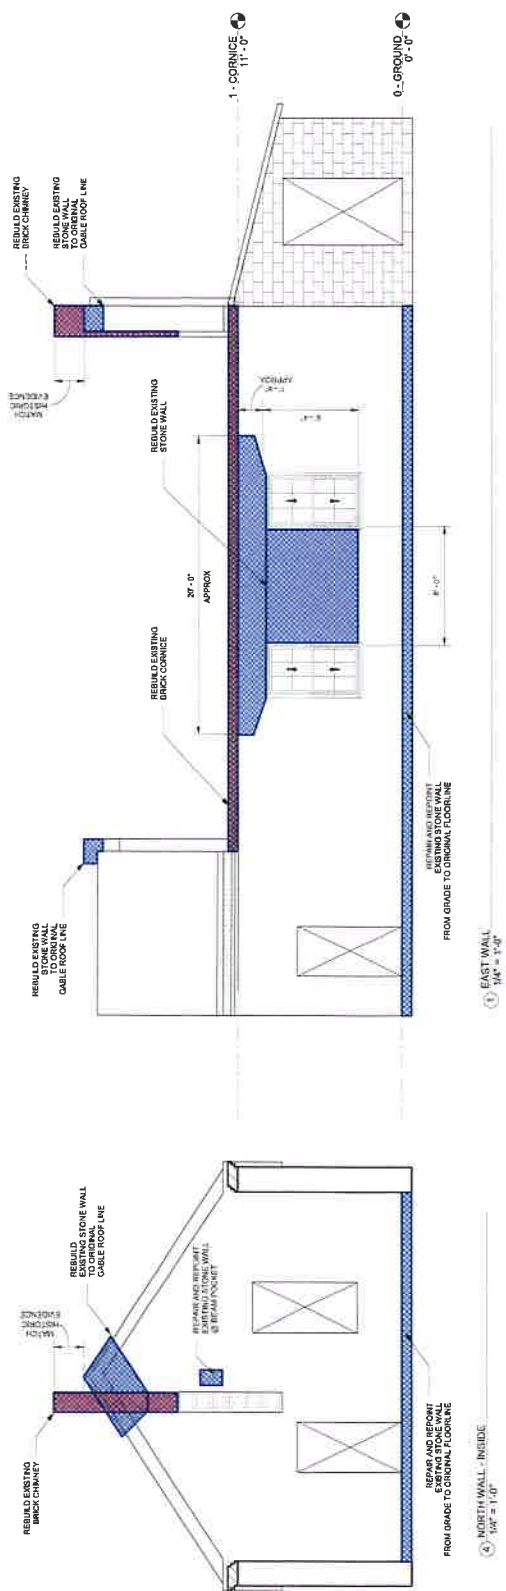 REBUILD EXISTING
BRICK CHIMNEY
MATCH
HISTORIC
EVIDENCE
REBUILD
EXISTING STONE WALL
TO ORIGINAL
GABLE ROOF LINE
REPAIR AND REPOINT
EXISTING STONE WALL
@ BEAM POCKET
REPAIR AND REPOINT
EXISTING STONE WALL
FROM GRADE TO ORIGINAL FLOORLINE
4 NORTH WALL - INSIDE
1/4" = 1'-0"
REBUILD EXISTING
STONE WALL
TO ORIGINAL
GABLE ROOF LINE
REBUILD EXISTING
BRICK CORNICE
20' - 0"
APPROX
REBUILD EXISTING
STONE WALL
MATCH
HISTORIC
EVIDENCE
REBUILD EXISTING
BRICK CHIMNEY
REBUILD EXISTING
STONE WALL
TO ORIGINAL
GABLE ROOF LINE
1 - CORNICE
11' - 0"
0 - GROUND
0' - 0"
APPROX
8' - 0"
REPAIR AND REPOINT
EXISTING STONE WALL
FROM GRADE TO ORIGINAL FLOORLINE
1 EAST WALL
1/4" = 1'-0"